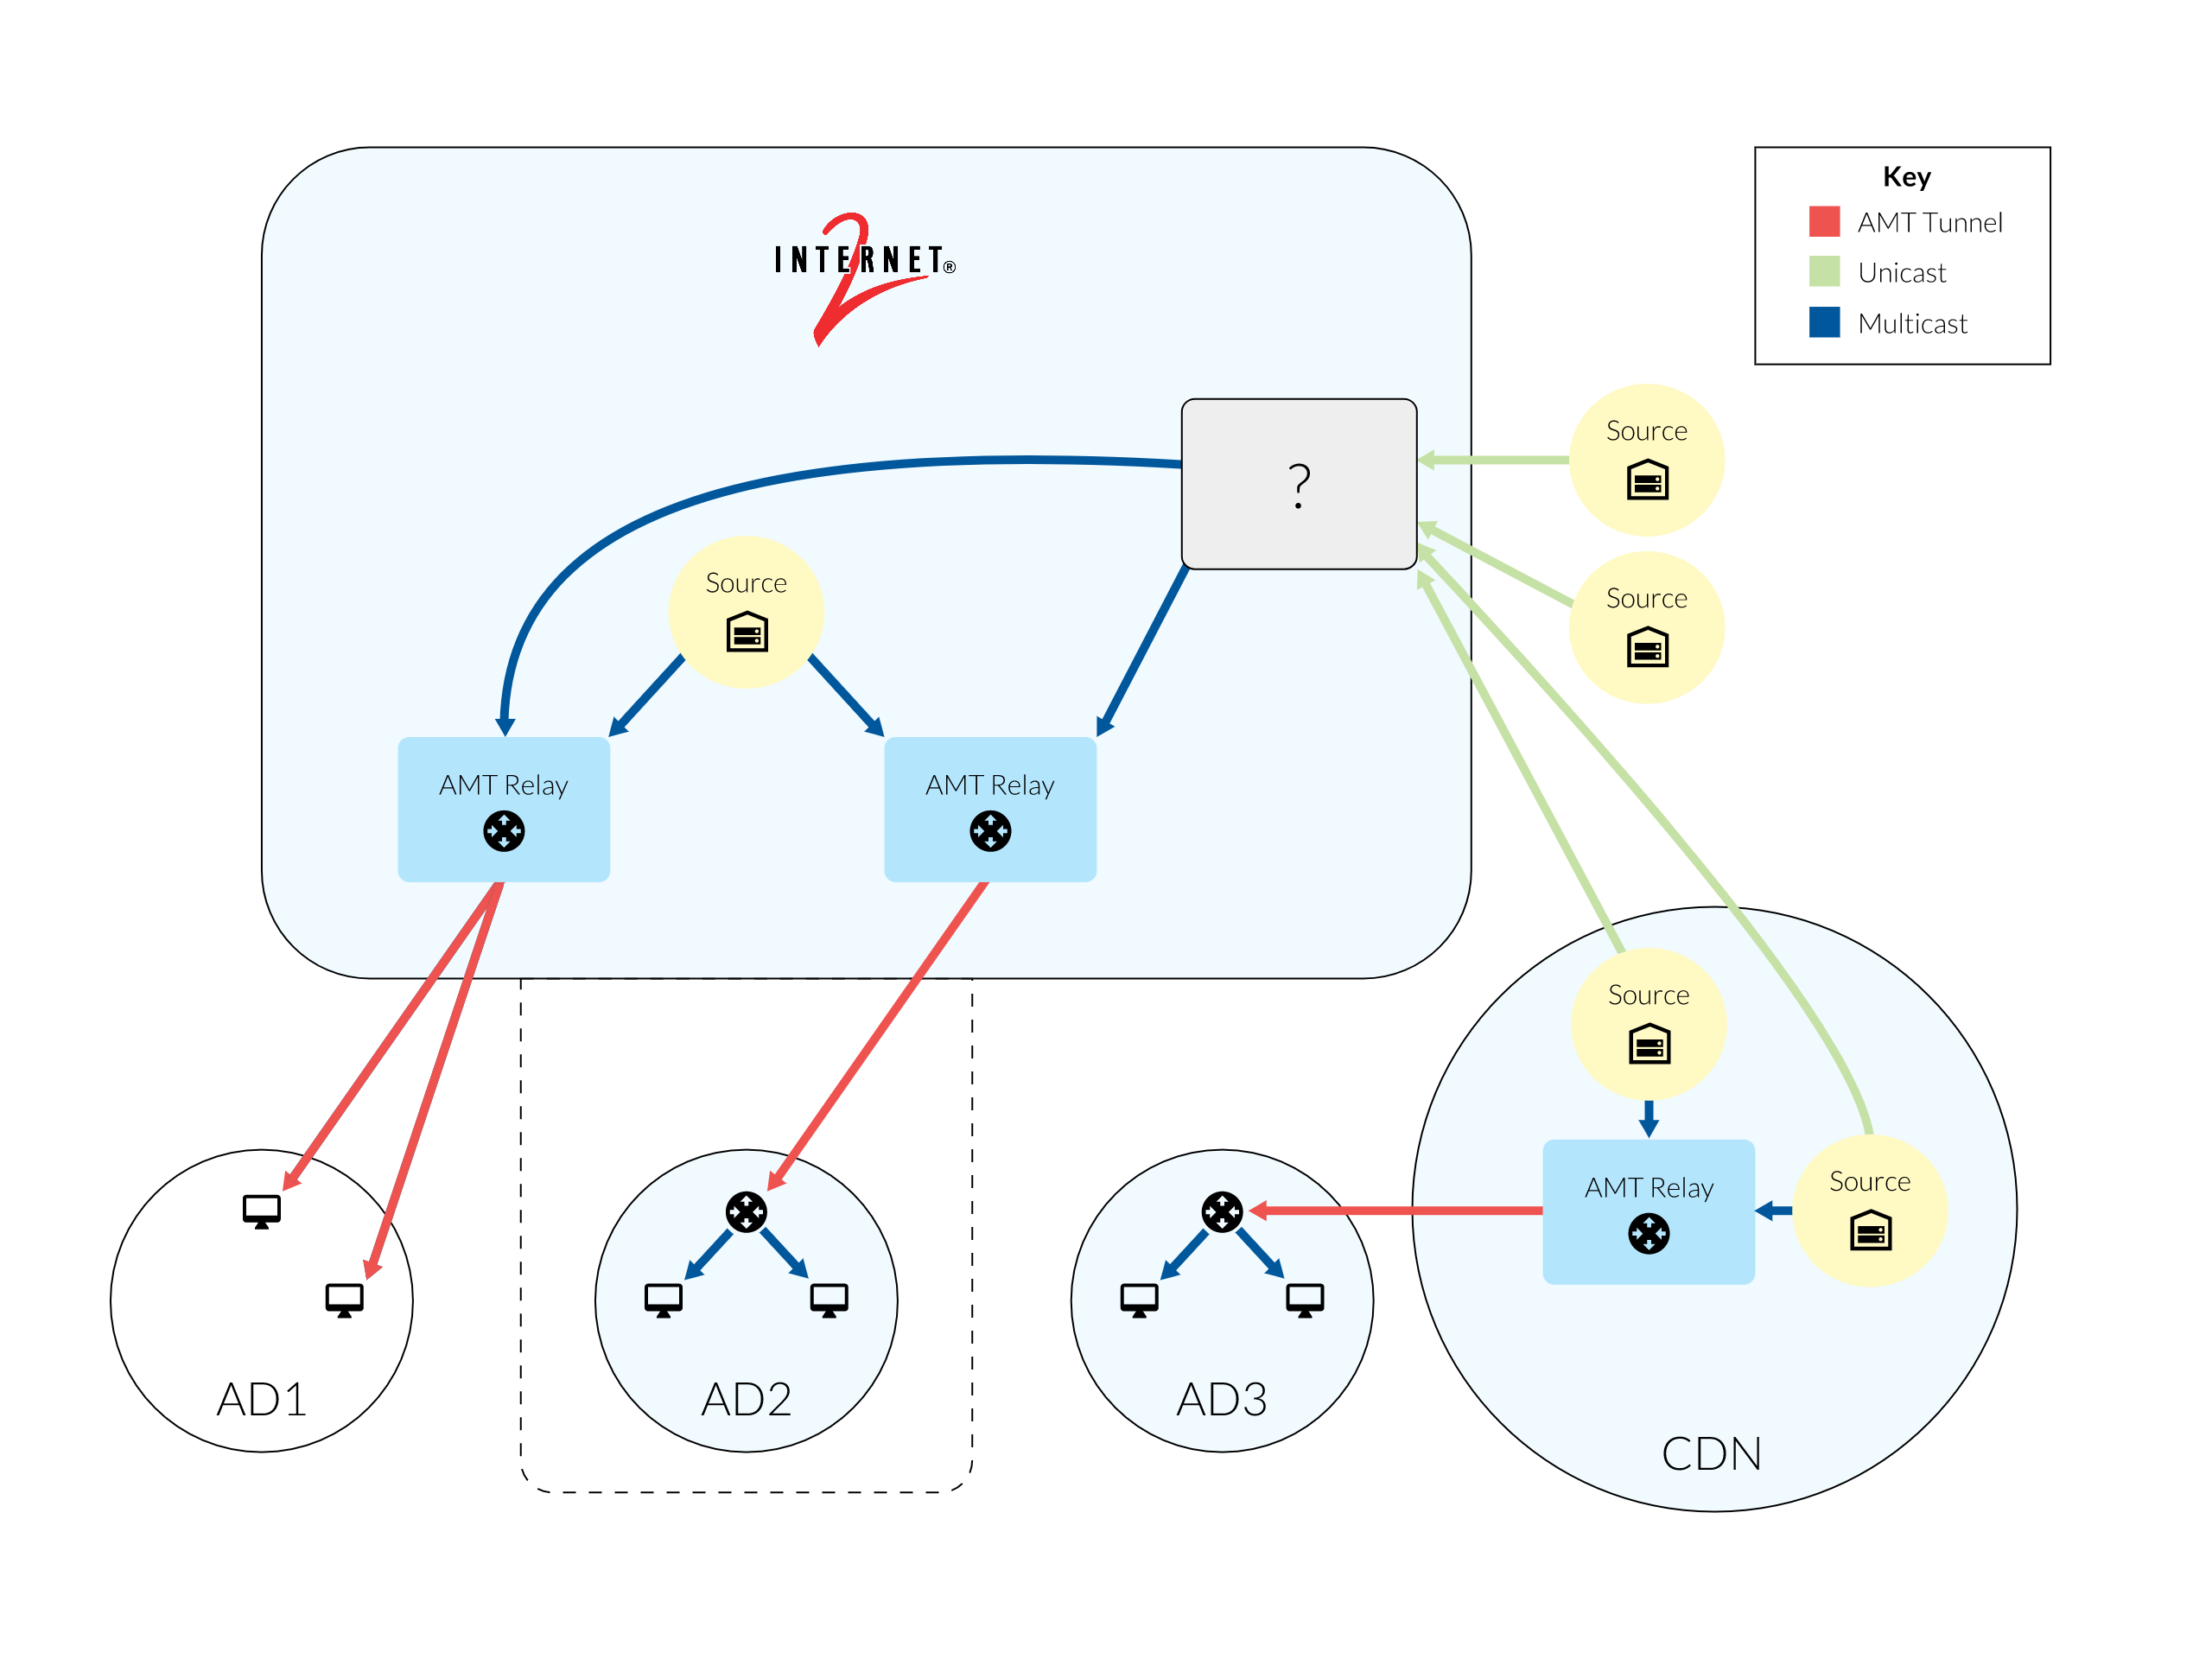 INTERNET®
2
Key
AMT Tunnel
Unicast
Multicast
Source
?
Source
Source
AMT Relay
AMT Relay
Source
AMT Relay
Source
AD1
AD2
AD3
CDN